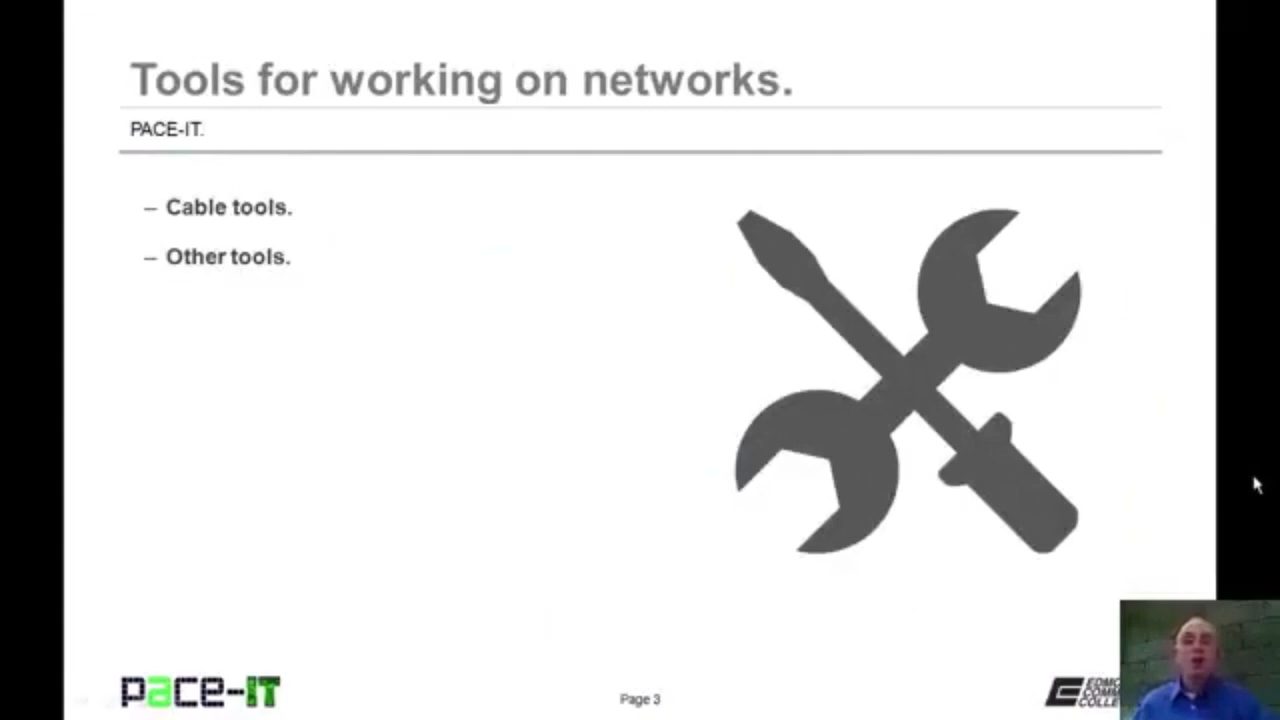 Tools for working on networks.
PACE-IT.
– Cable tools.
– Other tools.
pace-IT
Page 3